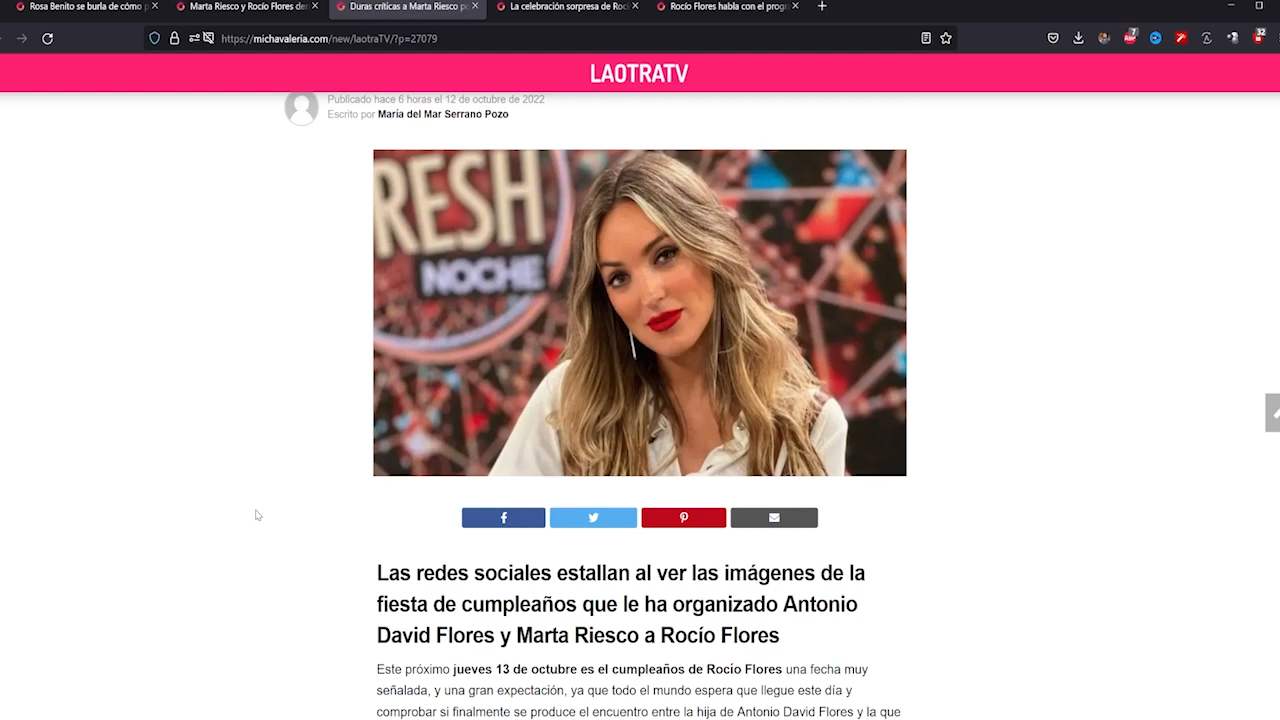 Rosa Benito se burla de cómo p
Marta Riesco y Rocío Flores der
Duras críticas a Marta Riesco po
La celebración sorpresa de Roc
Rocío Flores habla con el progr
https://michavaleria.com/new/laotraTV/?p=27079
7
32
LAOTRATV
Publicado hace 6 horas el 12 de octubre de 2022
Escrito por María del Mar Serrano Pozo
RESH
NOCHE
Las redes sociales estallan al ver las imágenes de la
fiesta de cumpleaños que le ha organizado Antonio
David Flores y Marta Riesco a Rocío Flores
Este próximo jueves 13 de octubre es el cumpleaños de Rocío Flores una fecha muy
señalada, y una gran expectación, ya que todo el mundo espera que llegue este día y
comprobar si finalmente se produce el encuentro entre la hija de Antonio David Flores y la que